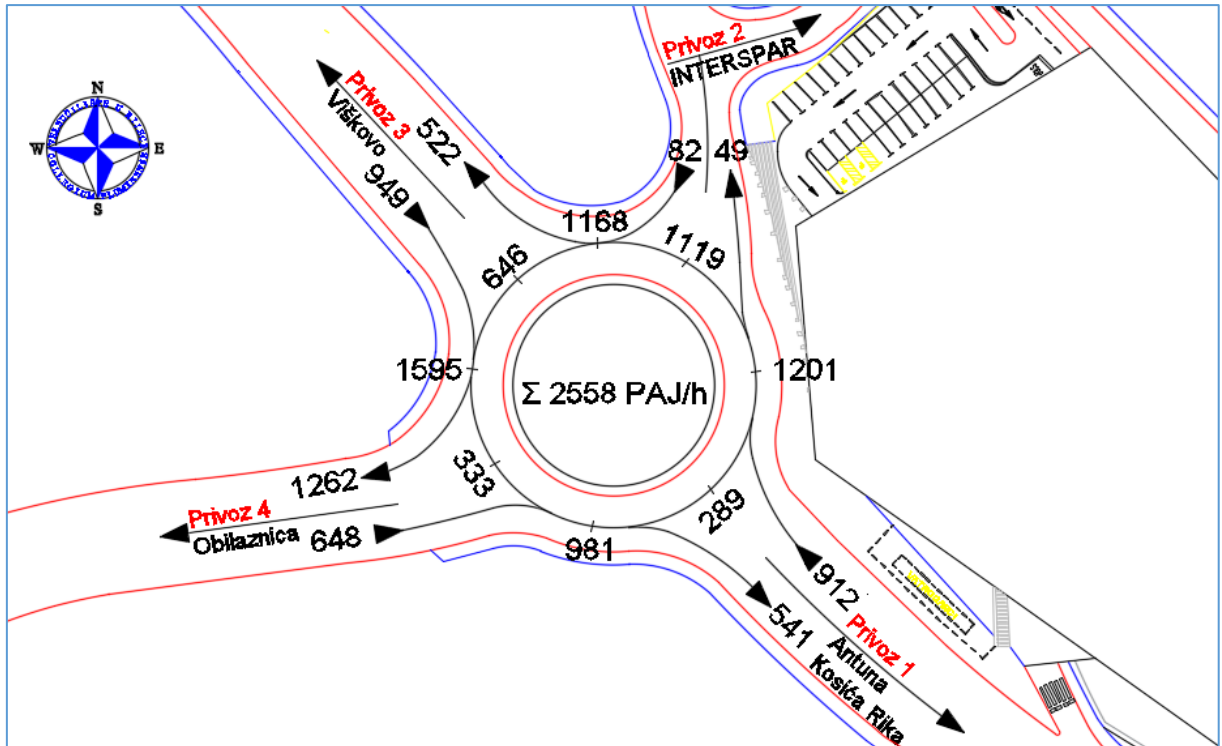 N
W
E
S
Privoz 2
INTERSPAR
Privoz 3
Viškovo
522
949
82
49
1168
1119
646
1595
Σ 2558 PAJ/h
1201
333
289
1262
Privoz 4
Obilaznica
648
981
912
541
Privoz 1
Antuna
Kosića Rika